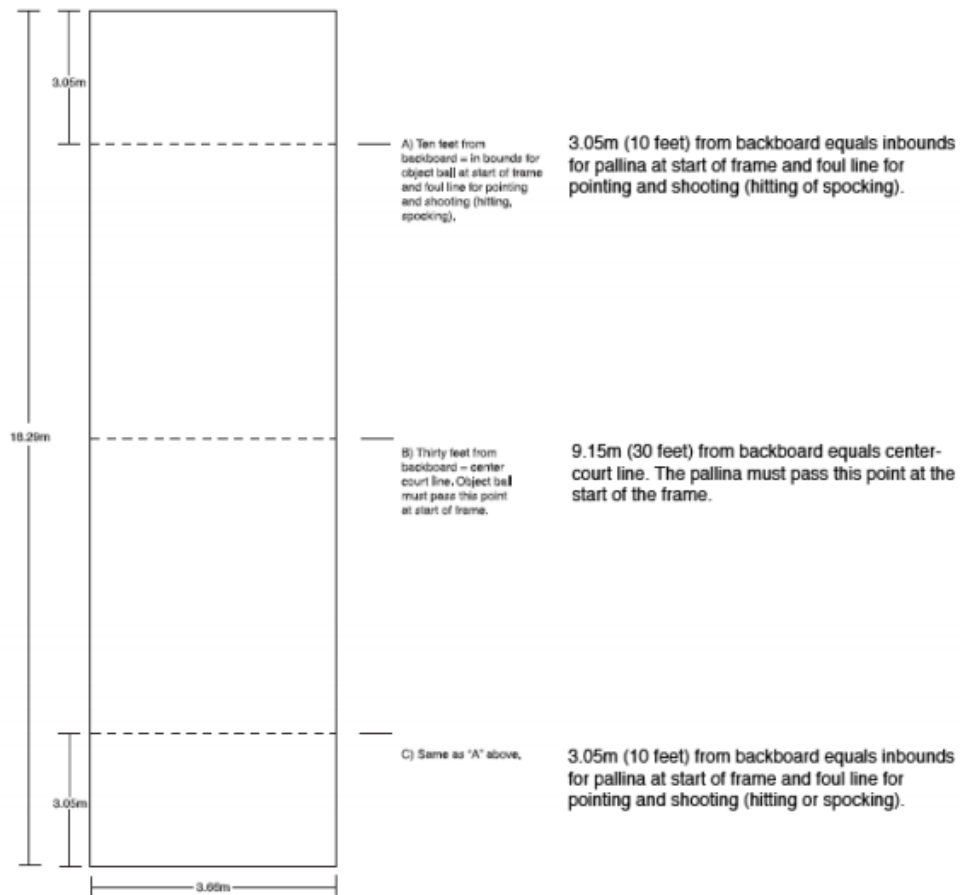 3.05m
A) Ten feet from
backboard = in bounds for
object ball at start of frame
and foul line for pointing
and shooting (hitting,
spocking).
3.05m (10 feet) from backboard equals inbounds
for pallina at start of frame and foul line for
pointing and shooting (hitting of spocking).
18.29m
B) Thirty feet from
backboard = center
court line. Object ball
must pass this point
at start of frame.
9.15m (30 feet) from backboard equals center-
court line. The pallina must pass this point at the
start of the frame.
C) Same as "A" above.
3.05m (10 feet) from backboard equals inbounds
for pallina at start of frame and foul line for
pointing and shooting (hitting or spocking).
3.05m
3.66m